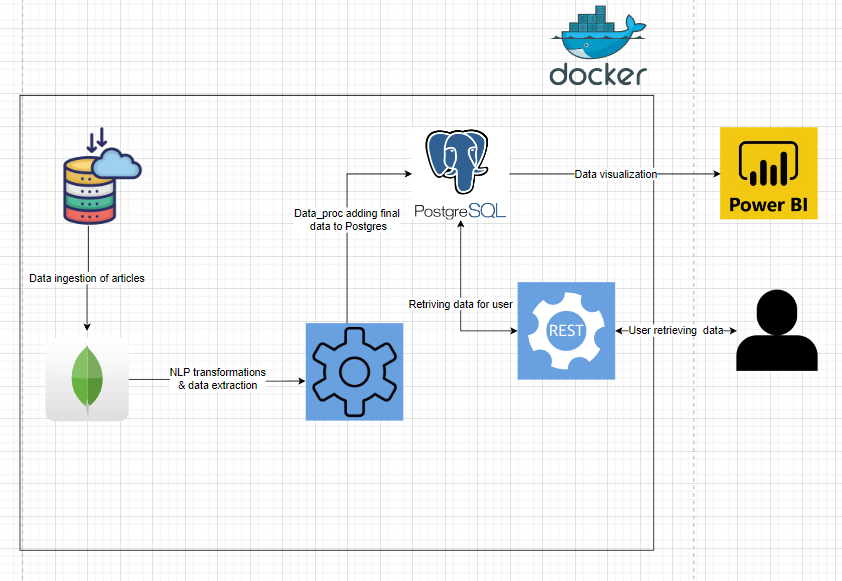 docker
PostgreSQL
Data visualization
Power BI
Data_proc adding final
data to Postgres
Data ingestion of articles
Retriving data for user
REST
User retrieving data
NLP transformations
& data extraction